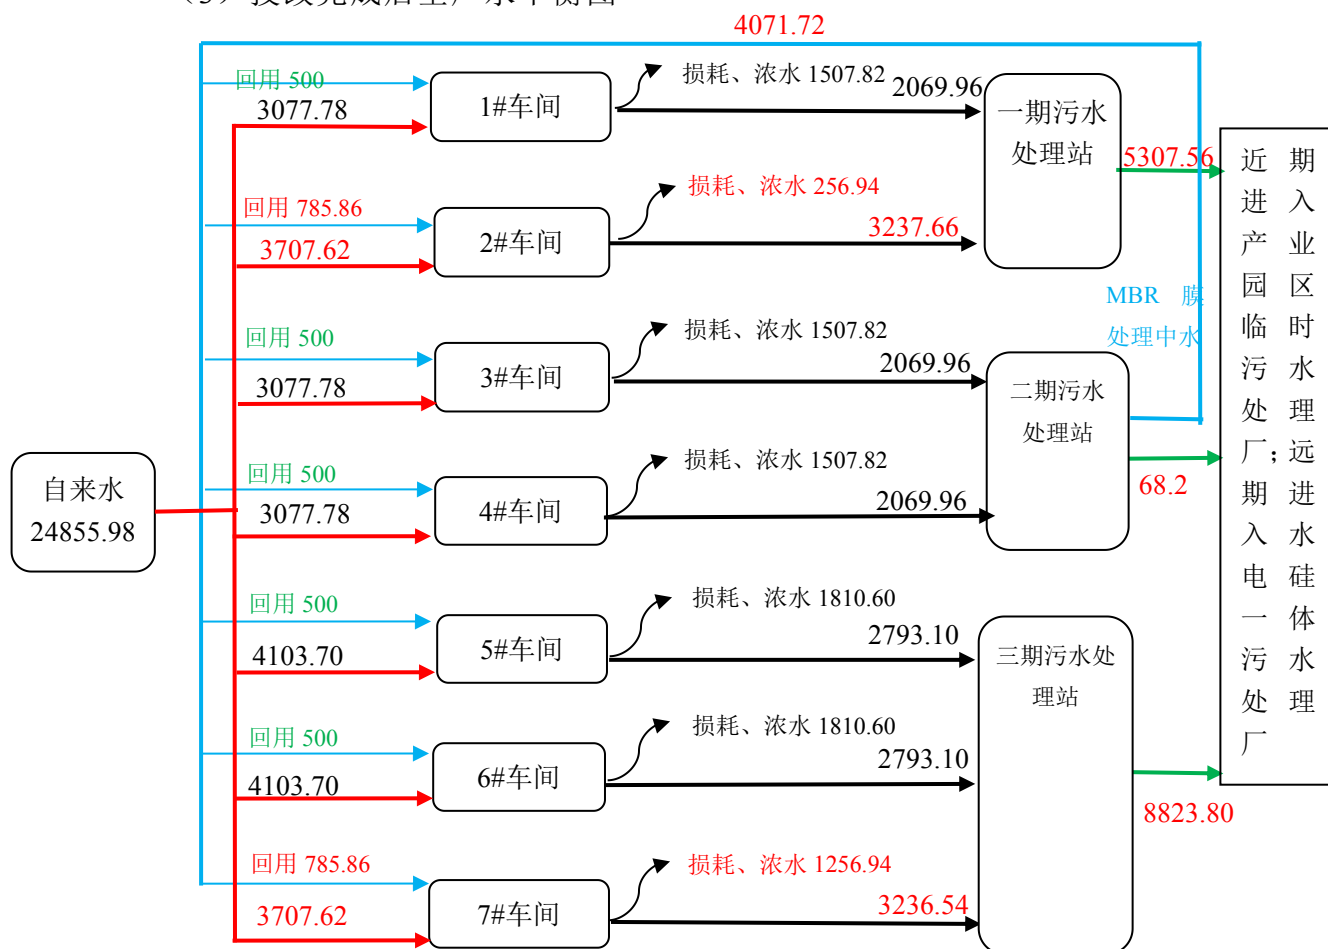 4071.72
回用 500
3077.78
1#车间
损耗、浓水 1507.82
2069.96
一期污水
处理站
5307.56
回用 785.86
3707.62
2#车间
损耗、浓水 256.94
3237.66
MBR 膜
处理中水
回用 500
3077.78
3#车间
损耗、浓水 1507.82
2069.96
二期污水
处理站
68.2
自来水
24855.98
回用 500
3077.78
4#车间
损耗、浓水 1507.82
2069.96
回用 500
4103.70
5#车间
损耗、浓水 1810.60
2793.10
三期污水处
理站
8823.80
回用 500
4103.70
6#车间
损耗、浓水 1810.60
2793.10
回用 785.86
3707.62
7#车间
损耗、浓水 1256.94
3236.54
近期
进入
产业
园区
临时
污水
处理
厂；远
期进
入水
电硅
一体
污水
处理
厂